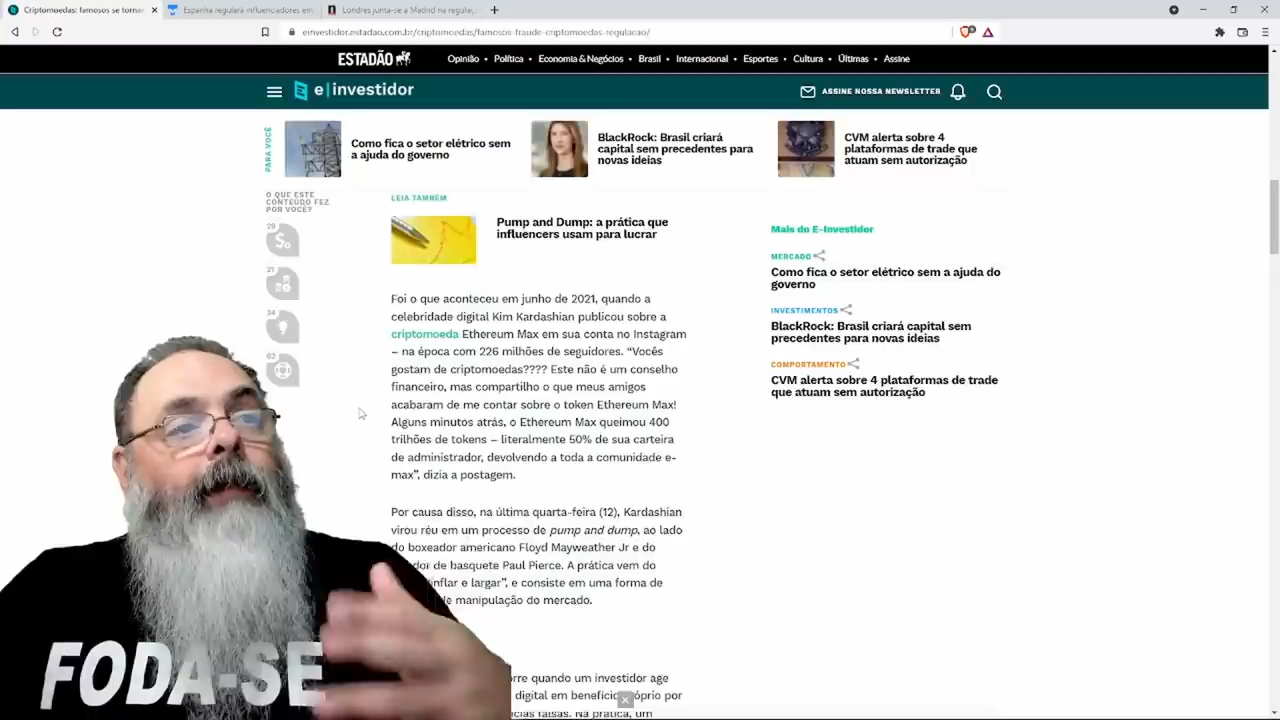 Criptomoedas: famosos se tornar
Espanha regulará influenciadores em
Londres junta-se a Madrid na regulaç
einvestidor.estadao.com.br/criptomoedas/famosos-fraude-criptomoedas-regulacao/
ESTADÃO
Opinião • Política • Economia & Negócios • Brasil • Internacional • Esportes • Cultura • Últimas • Assine
e|investidor
ASSINE NOSSA NEWSLETTER
PARA VOCÊ
Como fica o setor elétrico sem
a ajuda do governo
BlackRock: Brasil criará
capital sem precedentes para
novas ideias
CVM alerta sobre 4
plataformas de trade que
atuam sem autorização
O QUE ESTE
CONTEÚDO FEZ
POR VOCÊ?
29
21
34
63
LEIA TAMBÉM
Pump and Dump: a prática que
influencers usam para lucrar
Foi o que aconteceu em junho de 2021, quando a
celebridade digital Kim Kardashian publicou sobre a
criptomoeda Ethereum Max em sua conta no Instagram
– na época com 226 milhões de seguidores. “Vocês
gostam de criptomoedas???? Este não é um conselho
financeiro, mas compartilho o que meus amigos
acabaram de me contar sobre o token Ethereum Max!
Alguns minutos atrás, o Ethereum Max queimou 400
trilhões de tokens – literalmente 50% de sua carteira
de administrador, devolvendo a toda a comunidade e-
max”, dizia a postagem.
Por causa disso, na última quarta-feira (12), Kardashian
virou réu em um processo de pump and dump, ao lado
do boxeador americano Floyd Mayweather Jr e do
de basquete Paul Pierce. A prática vem do
nflar e largar”, e consiste em uma forma de
de manipulação do mercado.
rre quando um investidor age
digital em benefício próprio por
cias falsas. Na prática, um
Mais do E-Investidor
MERCADO
Como fica o setor elétrico sem a ajuda do
governo
INVESTIMENTOS
BlackRock: Brasil criará capital sem
precedentes para novas ideias
COMPORTAMENTO
CVM alerta sobre 4 plataformas de trade
que atuam sem autorização
FODA-SE